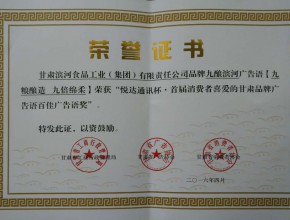 荣誉证书
甘肃滨河食品工业（集团）有限责任公司品牌九酿滨河广告语【九
粮酿造 九倍绵柔】荣获“悦达通讯杯·首届消费者喜爱的甘肃品牌广
告语百佳广告语奖”。
特发此证，以资鼓励。
二〇一六年四月